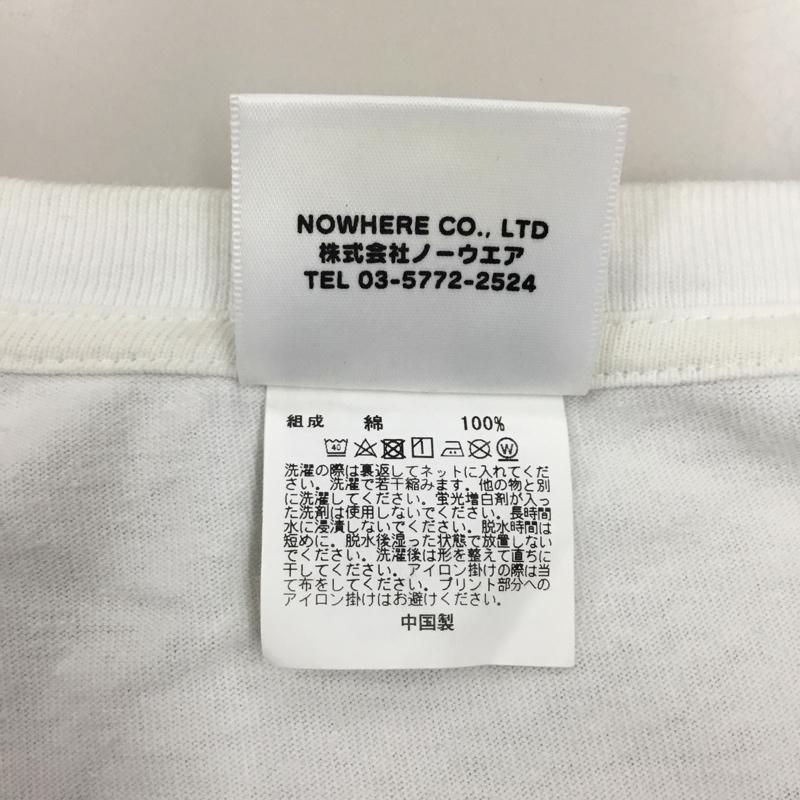 NOWHERE CO., LTD
株式会社ノーウエア
TEL 03-5772-2524
組成 綿 100%
40 W
洗濯の際は裏返してネットに入れてくだ
さい。洗濯で若干縮みます。他の物と別
に洗濯してください。蛍光増白剤が入っ
た洗剤は使用しないでください。長時間
水に浸漬しないでください。脱水時間は
短めに。脱水後湿った状態で放置しない
でください。洗濯後は形を整えて直ちに
干してください。アイロン掛けの際は当
て布をしてください。プリント部分への
アイロン掛けはお避けください。
中国製